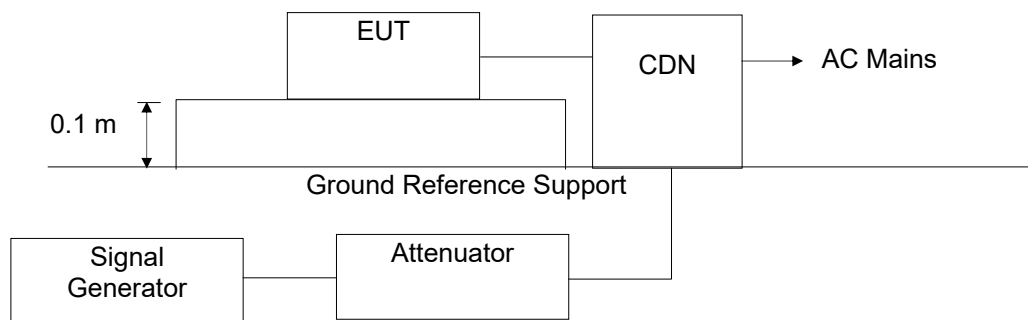 EUT
CDN
AC Mains
0.1 m
Ground Reference Support
Signal
Generator
Attenuator